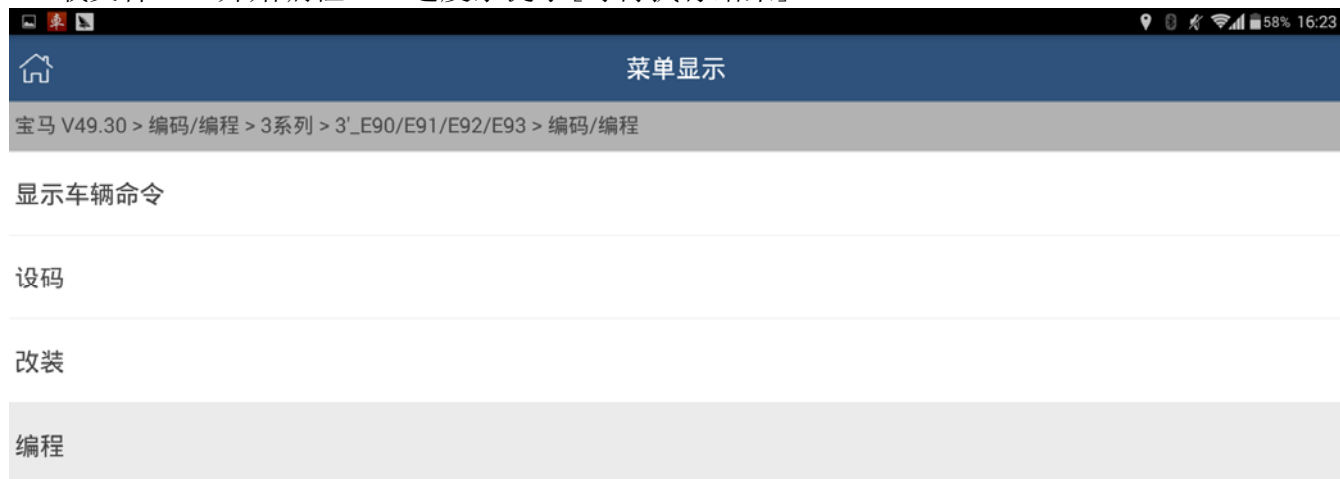 58% 16:23
菜单显示
宝马 V49.30 > 编码/编程 > 3系列 > 3'_E90/E91/E92/E93 > 编码/编程
显示车辆命令
设码
改装
编程